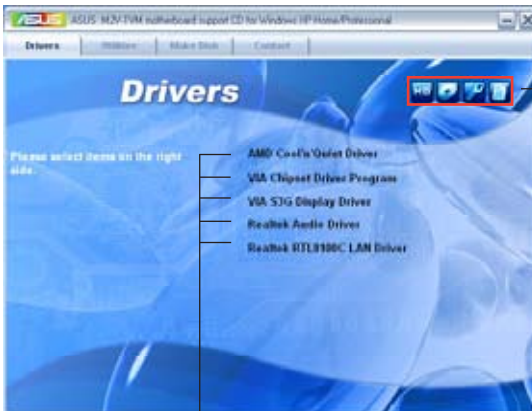 ASUS ASUS M2V-TVM motherboard support CD for Windows XP Home/Professional
Drivers Utilities Make Disk Contact
Drivers
Please select items on the right side.
AMD Cool'n'Quiet Driver
VIA Chipset Driver Program
VIA S3G Display Driver
Realtek Audio Driver
Realtek RTL8100C LAN Driver